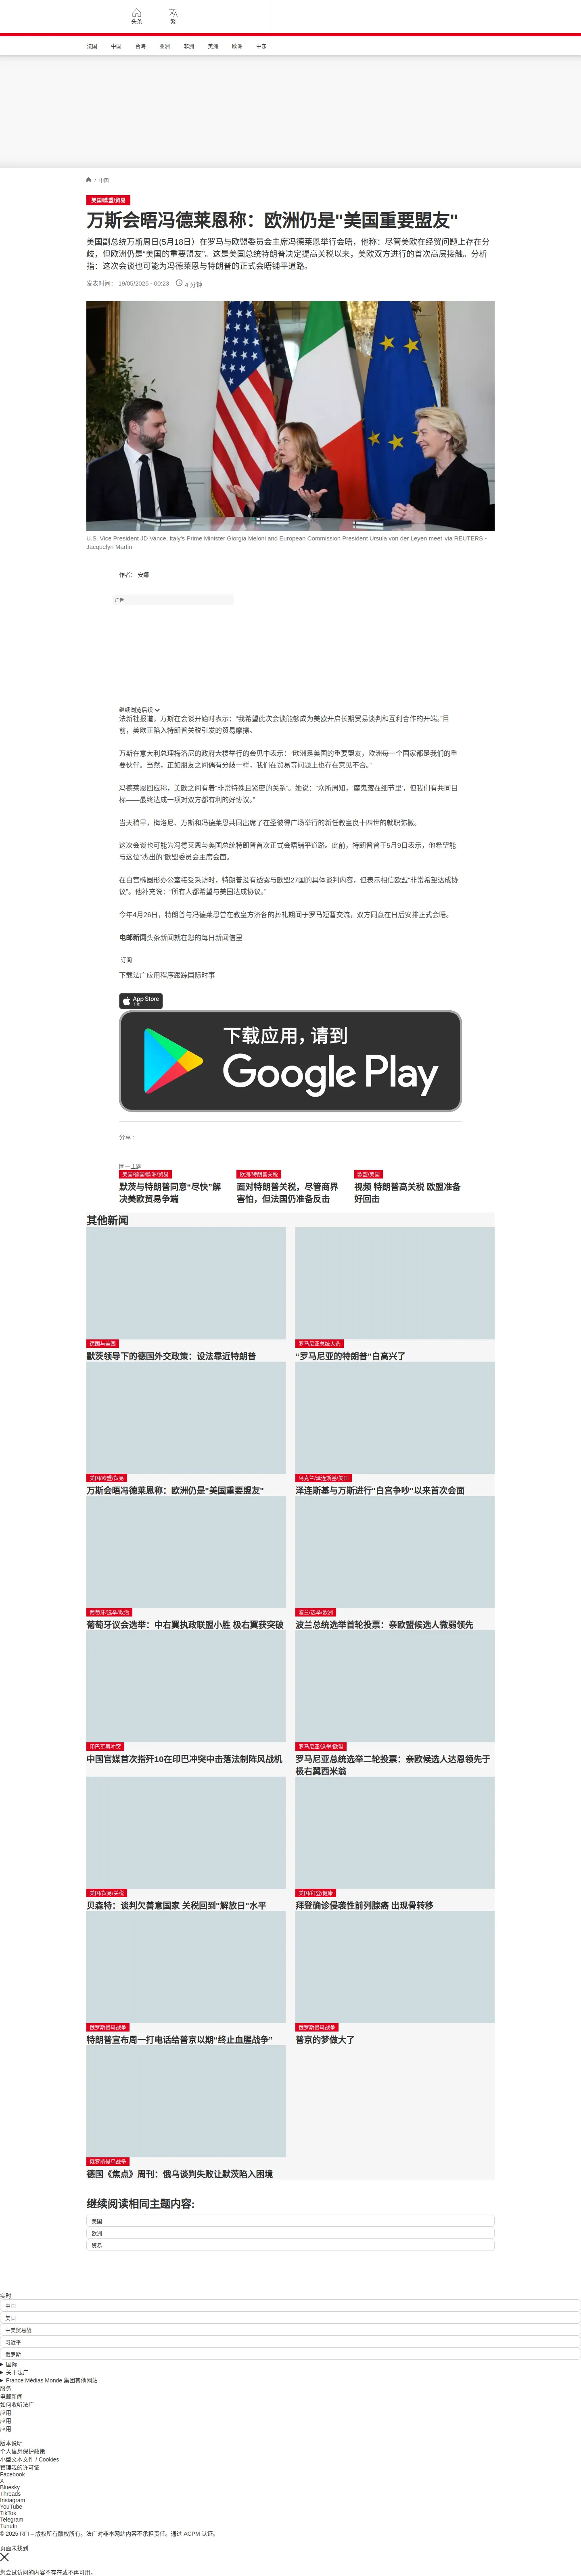 头条
繁
法国
中国
台海
亚洲
非洲
美洲
欧洲
中东
/ 中国
美国/欧盟/贸易
万斯会晤冯德莱恩称：欧洲仍是"美国重要盟友"
美国副总统万斯周日(5月18日）在罗马与欧盟委员会主席冯德莱恩举行会晤，他称：尽管美欧在经贸问题上存在分
歧，但欧洲仍是“美国的重要盟友”。这是美国总统特朗普决定提高关税以来，美欧双方进行的首次高层接触。分析
指：这次会谈也可能为冯德莱恩与特朗普的正式会晤铺平道路。
发表时间： 19/05/2025 - 00:23
4 分钟
U.S. Vice President JD Vance, Italy's Prime Minister Giorgia Meloni and European Commission President Ursula von der Leyen meet via REUTERS -
Jacquelyn Martin
作者： 安娜
广告
继续浏览后续
法新社报道，万斯在会谈开始时表示：“我希望此次会谈能够成为美欧开启长期贸易谈判和互利合作的开端。”目
前，美欧正陷入特朗普高关税引发的贸易摩擦。
万斯在意大利总理梅洛尼的政府大楼举行的会见中表示：“欧洲是美国的重要盟友，欧洲每一个国家都是我们的重
要伙伴。当然，正如朋友之间偶有分歧一样，我们在贸易等问题上也存在意见不合。”
冯德莱恩回应称，美欧之间有着“非常特殊且紧密的关系”。她说：“众所周知，‘魔鬼藏在细节里’，但我们有共同目
标——最终达成一项对双方都有利的好协议。”
当天稍早，梅洛尼、万斯和冯德莱恩共同出席了在圣彼得广场举行的新任教皇良十四世的就职弥撒。
这次会谈也可能为冯德莱恩与美国总统特朗普首次正式会晤铺平道路。此前，特朗普曾于5月9日表示，他希望能
与这位“杰出的”欧盟委员会主席会面。
在白宫椭圆形办公室接受采访时，特朗普没有透露与欧盟27国的具体谈判内容，但表示相信欧盟“非常希望达成协
议”。他补充说：“所有人都希望与美国达成协议。”
今年4月26日，特朗普与冯德莱恩曾在教皇方济各的葬礼期间于罗马短暂交流，双方同意在日后安排正式会晤。
电邮新闻头条新闻就在您的每日新闻信里
订阅
下载法广应用程序跟踪国际时事
App Store
下载
下载应用，请到
Google Play
分享 :
同一主题
美国/德国/欧洲/贸易
默茨与特朗普同意"尽快"解
决美欧贸易争端
欧洲/特朗普关税
面对特朗普关税，尽管商界
害怕，但法国仍准备反击
欧盟/美国
视频 特朗普高关税 欧盟准备
好回击
其他新闻
德国与美国
默茨领导下的德国外交政策：设法靠近特朗普
罗马尼亚总统大选
“罗马尼亚的特朗普”白高兴了
美国/欧盟/贸易
万斯会晤冯德莱恩称：欧洲仍是"美国重要盟友"
乌克兰/泽连斯基/美国
泽连斯基与万斯进行"白宫争吵"以来首次会面
葡萄牙/选举/政治
葡萄牙议会选举：中右翼执政联盟小胜 极右翼获突破
波兰/选举/欧洲
波兰总统选举首轮投票：亲欧盟候选人微弱领先
印巴军事冲突
中国官媒首次指歼10在印巴冲突中击落法制阵风战机
罗马尼亚/选举/欧盟
罗马尼亚总统选举二轮投票：亲欧候选人达恩领先于
极右翼西米翁
美国/贸易/关税
贝森特：谈判欠善意国家 关税回到"解放日"水平
美国/拜登/健康
拜登确诊侵袭性前列腺癌 出现骨转移
俄罗斯侵乌战争
特朗普宣布周一打电话给普京以期"终止血腥战争"
俄罗斯侵乌战争
普京的梦做大了
俄罗斯侵乌战争
德国《焦点》周刊：俄乌谈判失败让默茨陷入困境
继续阅读相同主题内容:
美国
欧洲
贸易
实时
中国
美国
中美贸易战
习近平
俄罗斯
国际
关于法广
France Médias Monde 集团其他网站
服务
电邮新闻
如何收听法广
应用
应用
应用
版本说明
个人信息保护政策
小型文本文件 / Cookies
管理我的许可证
Facebook
X
Bluesky
Threads
Instagram
YouTube
TikTok
Telegram
TuneIn
© 2025 RFI – 版权所有版权所有。法广对非本网站内容不承担责任。通过 ACPM 认证。
页面未找到
您尝试访问的内容不存在或不再可用。